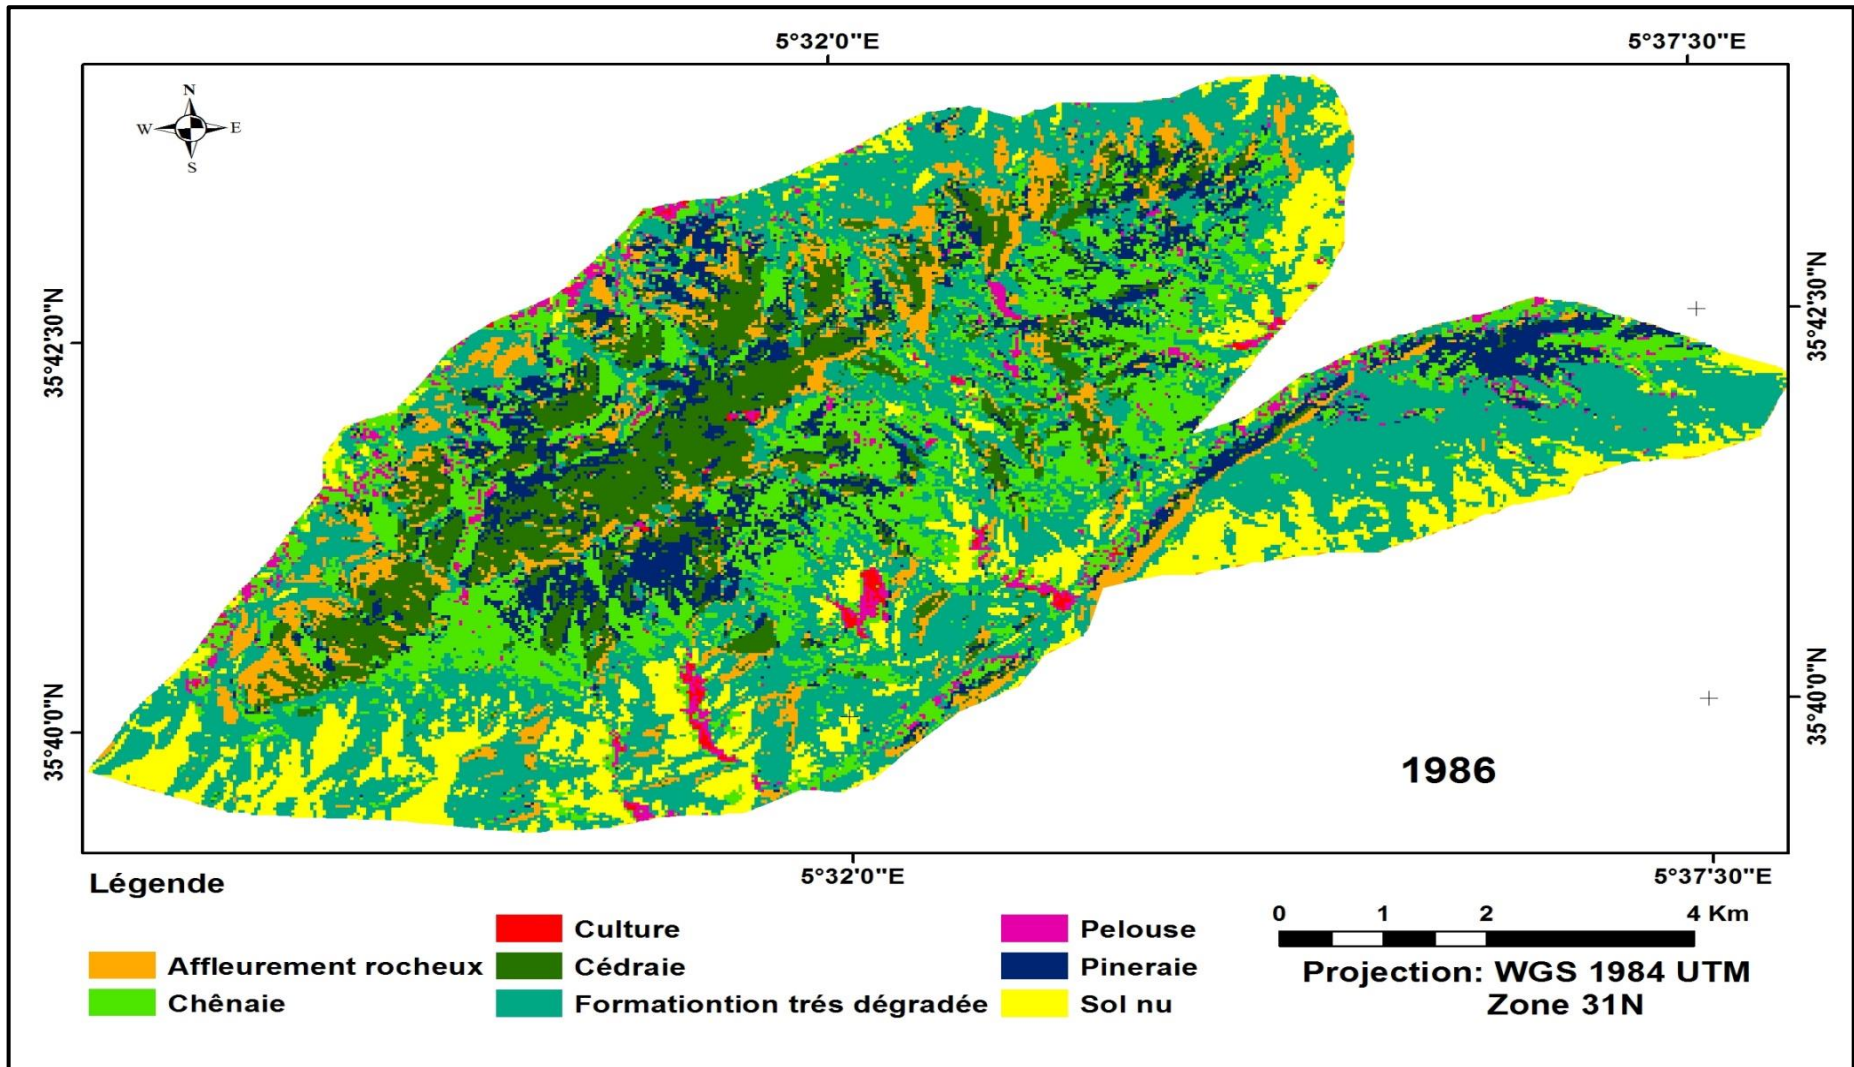 5°32'0"E 5°37'30"E
N
W E
S
35°42'30"N 35°42'30"N
35°40'0"N 35°40'0"N
1986
5°32'0"E 5°37'30"E
Légende
0 1 2 4 Km
Culture Pelouse
Affleurement rocheux Cédraie Pineraie
Chênaie Formationtion trés dégradée Sol nu
Projection: WGS 1984 UTM
Zone 31N